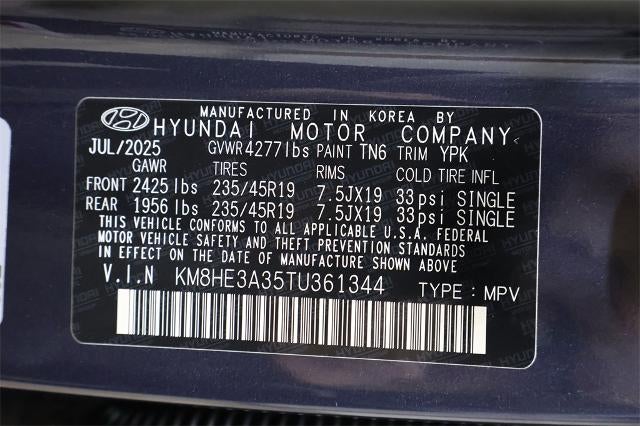 MANUFACTURED IN KOREA BY
HYUNDAI MOTOR COMPANY
JUL/2025 GVWR 4277lbs PAINT TN6 TRIM YPK
GAWR TIRES RIMS COLD TIRE INFL
FRONT 2425lbs 235/45R19 7.5JX19 33psi SINGLE
REAR 1956lbs 235/45R19 7.5JX19 33psi SINGLE
THIS VEHICLE CONFORMS TO ALL APPLICABLE U.S.A. FEDERAL
MOTOR VEHICLE SAFETY AND THEFT PREVENTION STANDARDS
IN EFFECT ON THE DATE OF MANUFACTURE SHOWN ABOVE.
V.I.N KM8HE3A35TU361344 TYPE : MPV